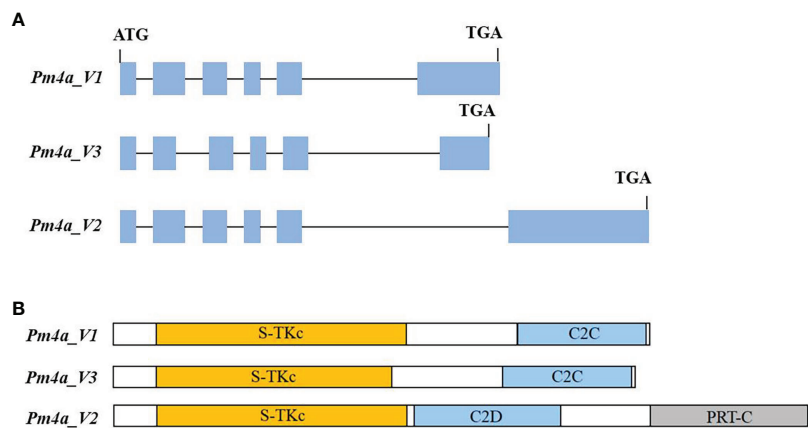 A
ATG
TGA
Pm4a_V1
TGA
Pm4a_V3
TGA
Pm4a_V2
B
Pm4a_V1 S-TKc C2C
Pm4a_V3 S-TKc C2C
Pm4a_V2 S-TKc C2D PRT-C